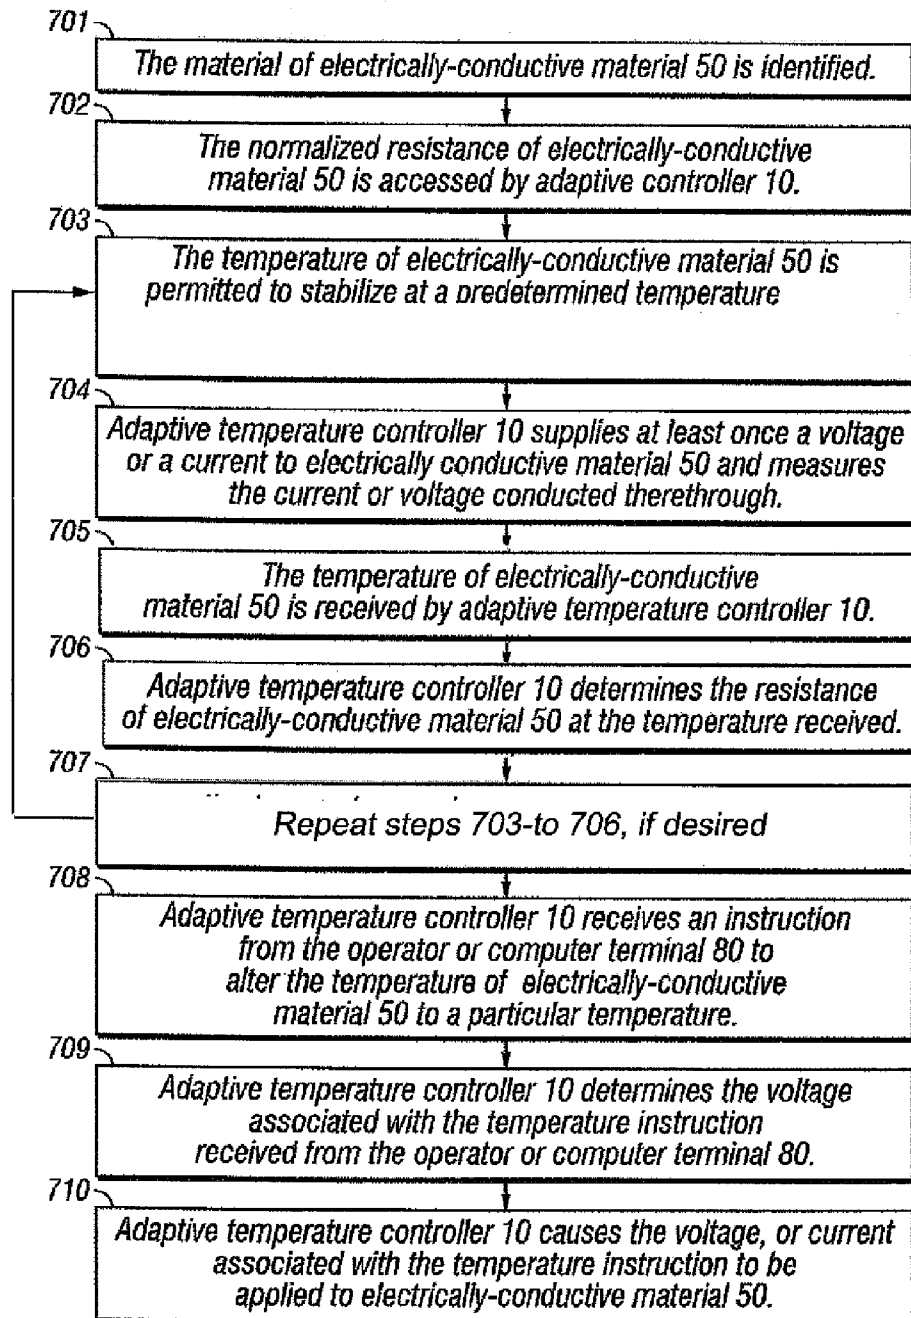 701
The material of electrically-conductive material 50 is identified.
702
The normalized resistance of electrically-conductive
material 50 is accessed by adaptive controller 10.
703
The temperature of electrically-conductive material 50 is
permitted to stabilize at a predetermined temperature
704
Adaptive temperature controller 10 supplies at least once a voltage
or a current to electrically conductive material 50 and measures
the current or voltage conducted therethrough.
705
The temperature of electrically-conductive
material 50 is received by adaptive temperature controller 10.
706
Adaptive temperature controller 10 determines the resistance
of electrically-conductive material 50 at the temperature received.
707
Repeat steps 703-to 706, if desired
708
Adaptive temperature controller 10 receives an instruction
from the operator or computer terminal 80 to
alter the temperature of electrically-conductive
material 50 to a particular temperature.
709
Adaptive temperature controller 10 determines the voltage
associated with the temperature instruction
received from the operator or computer terminal 80.
710
Adaptive temperature controller 10 causes the voltage, or current
associated with the temperature instruction to be
applied to electrically-conductive material 50.